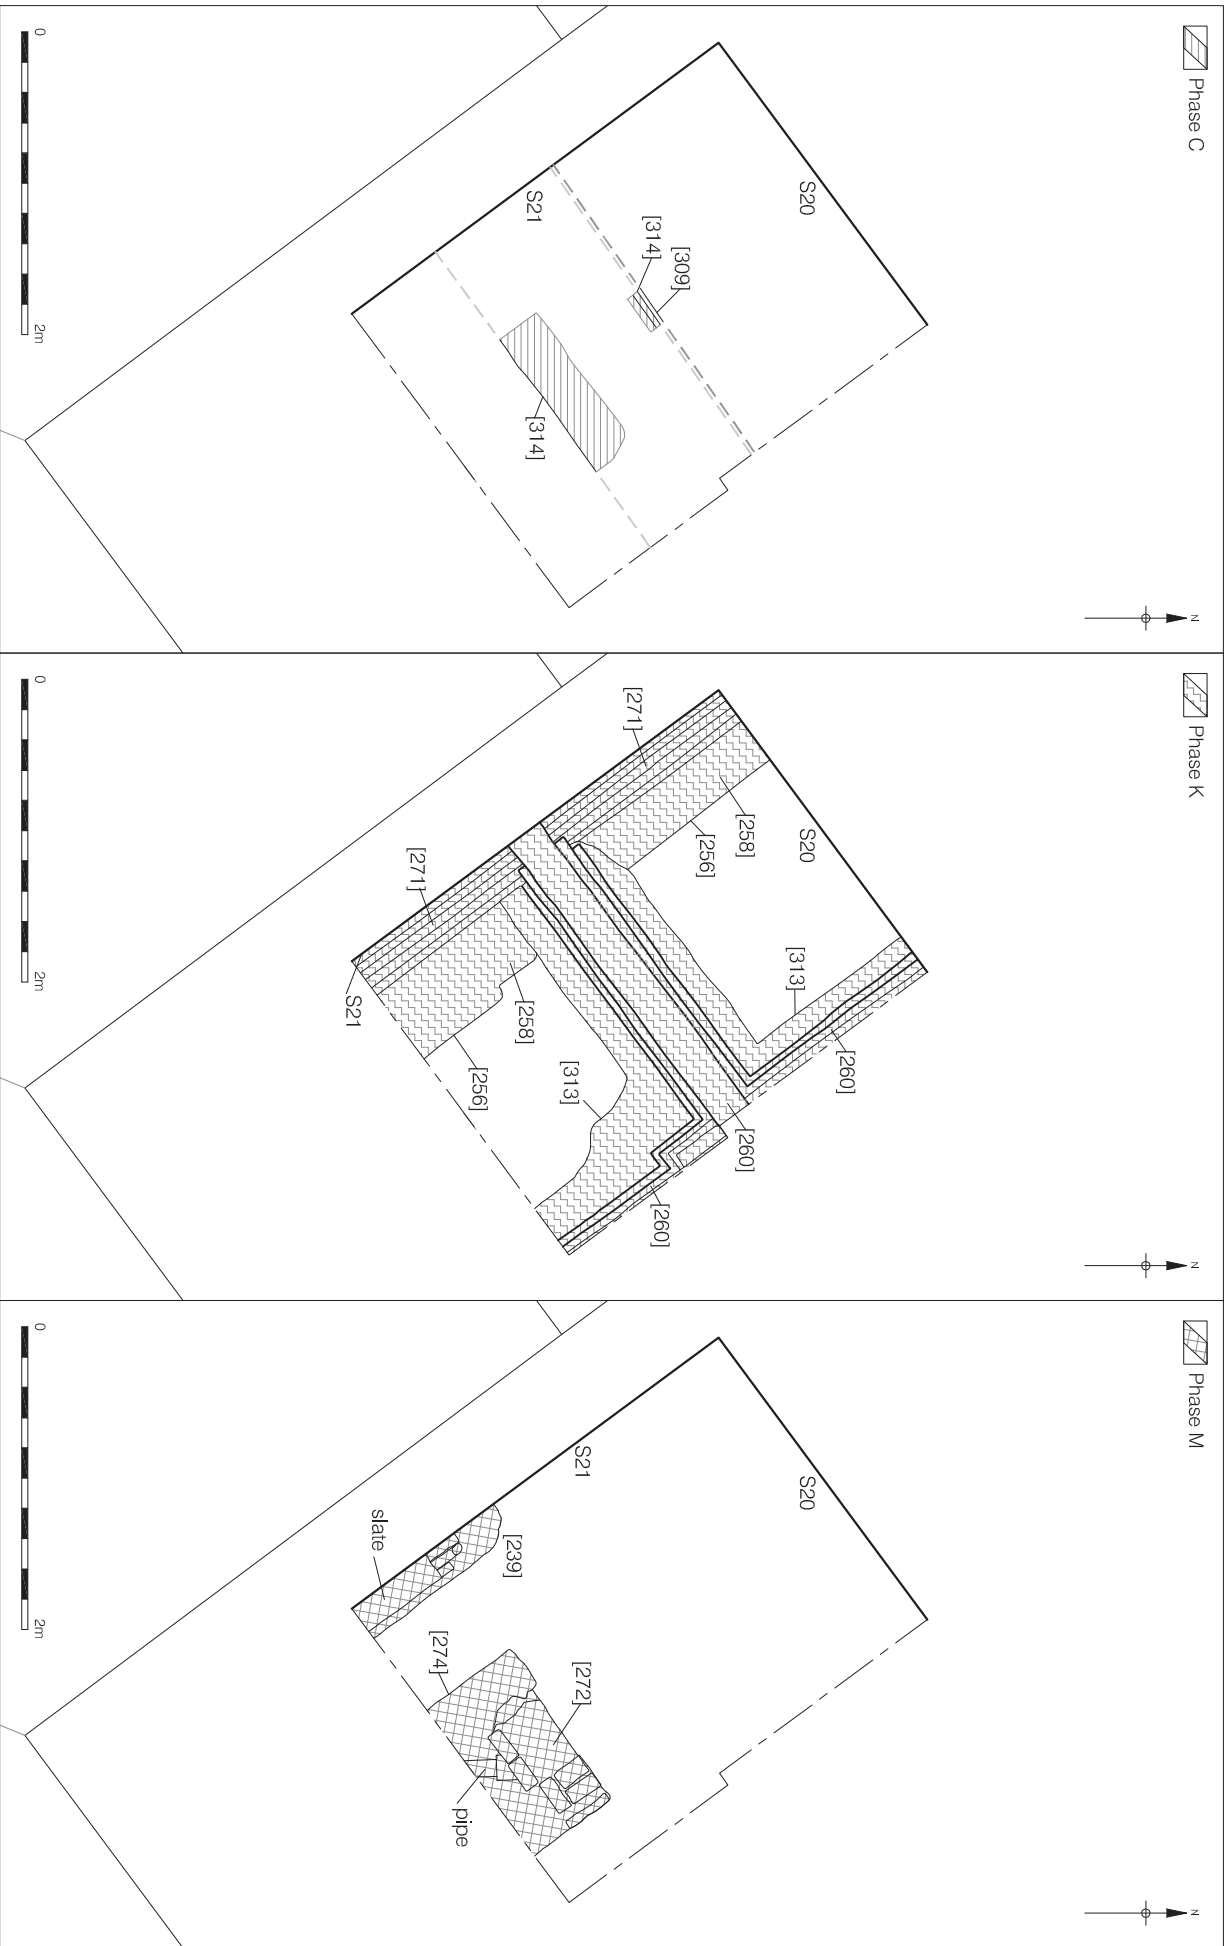 Phase C
S20
S21
[309]
[314]
[314]
N
0
2m
Phase K
S20
[271]
[258]
[256]
[313]
[260]
[260]
[260]
[271]
[258]
[256]
[313]
S21
N
0
2m
Phase M
S20
S21
[239]
slate
[272]
[274]
pipe
N
0
2m